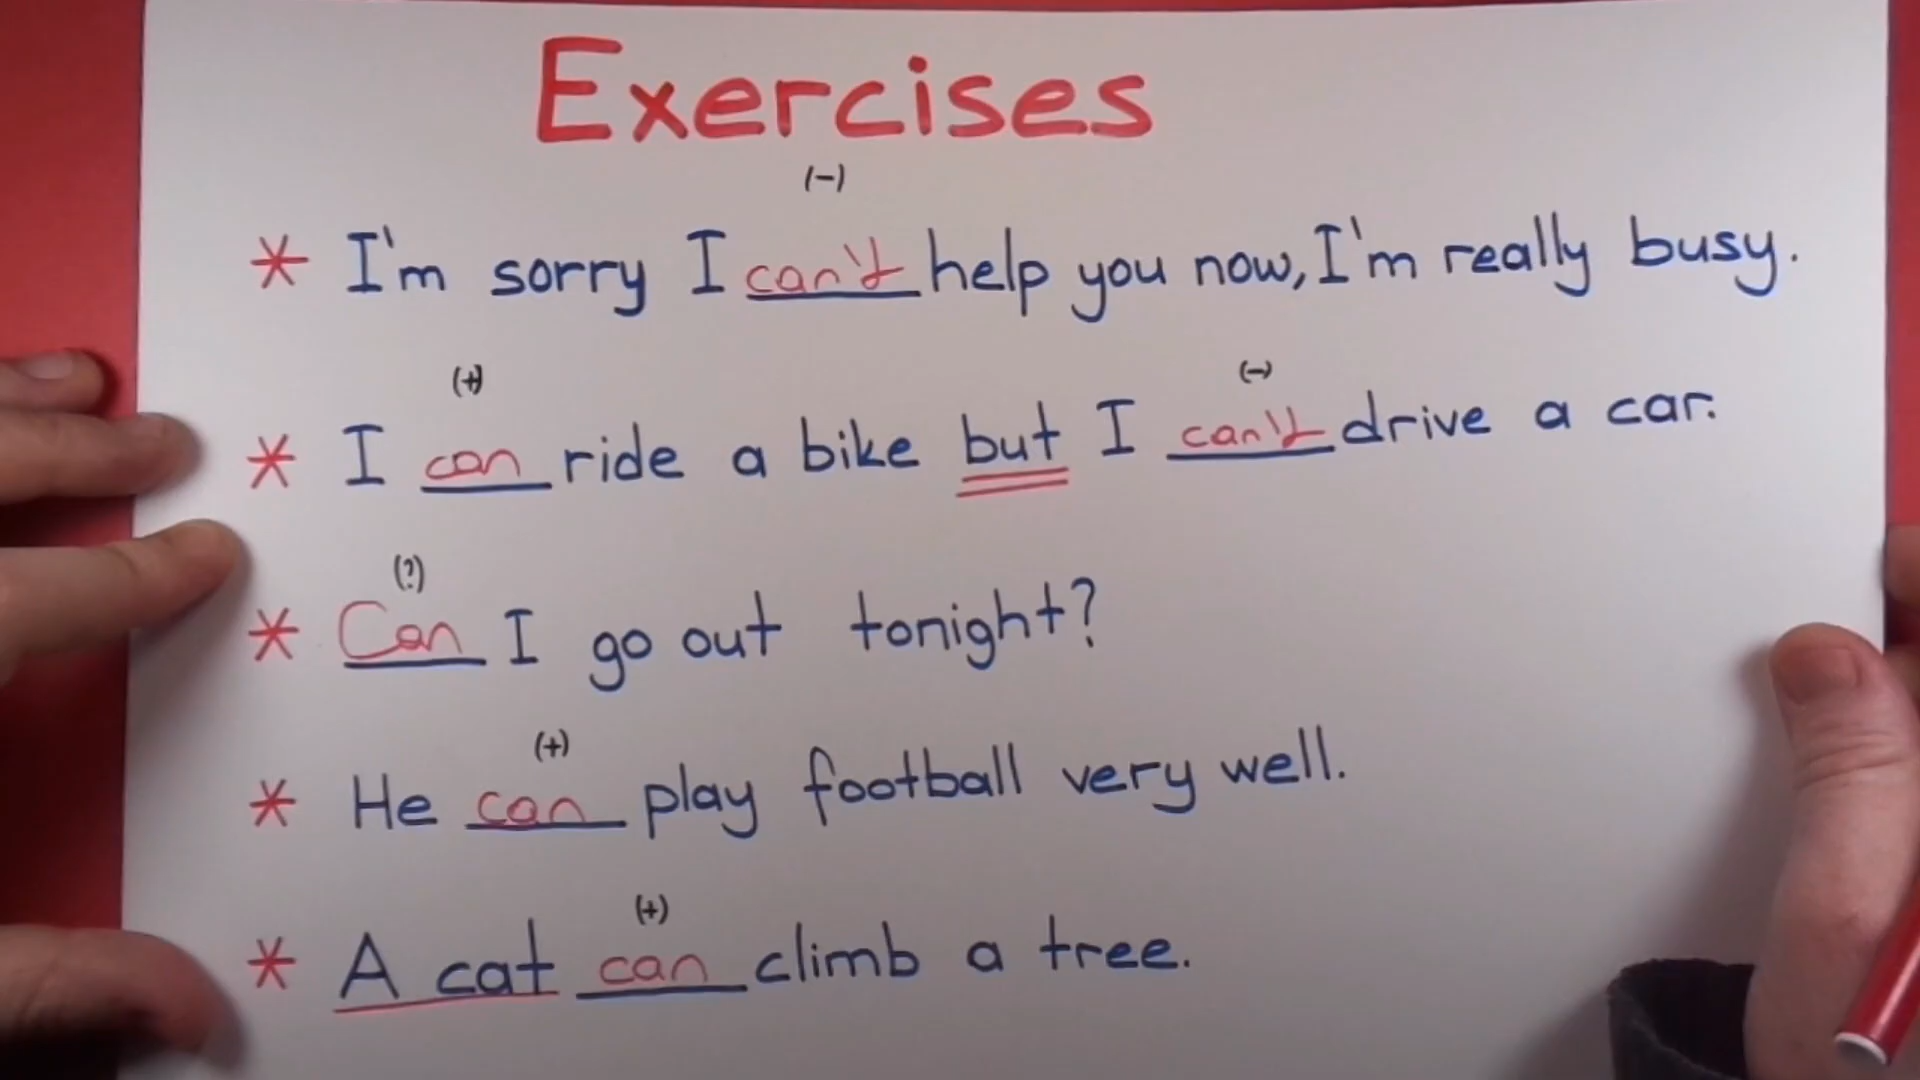 Exercises
(-)
* I'm sorry I can't help you now, I'm really busy.
(+) (-)
* I can ride a bike but I can't drive a car.
(?)
* Can I go out tonight?
(+)
* He can play football very well.
(+)
* A cat can climb a tree.